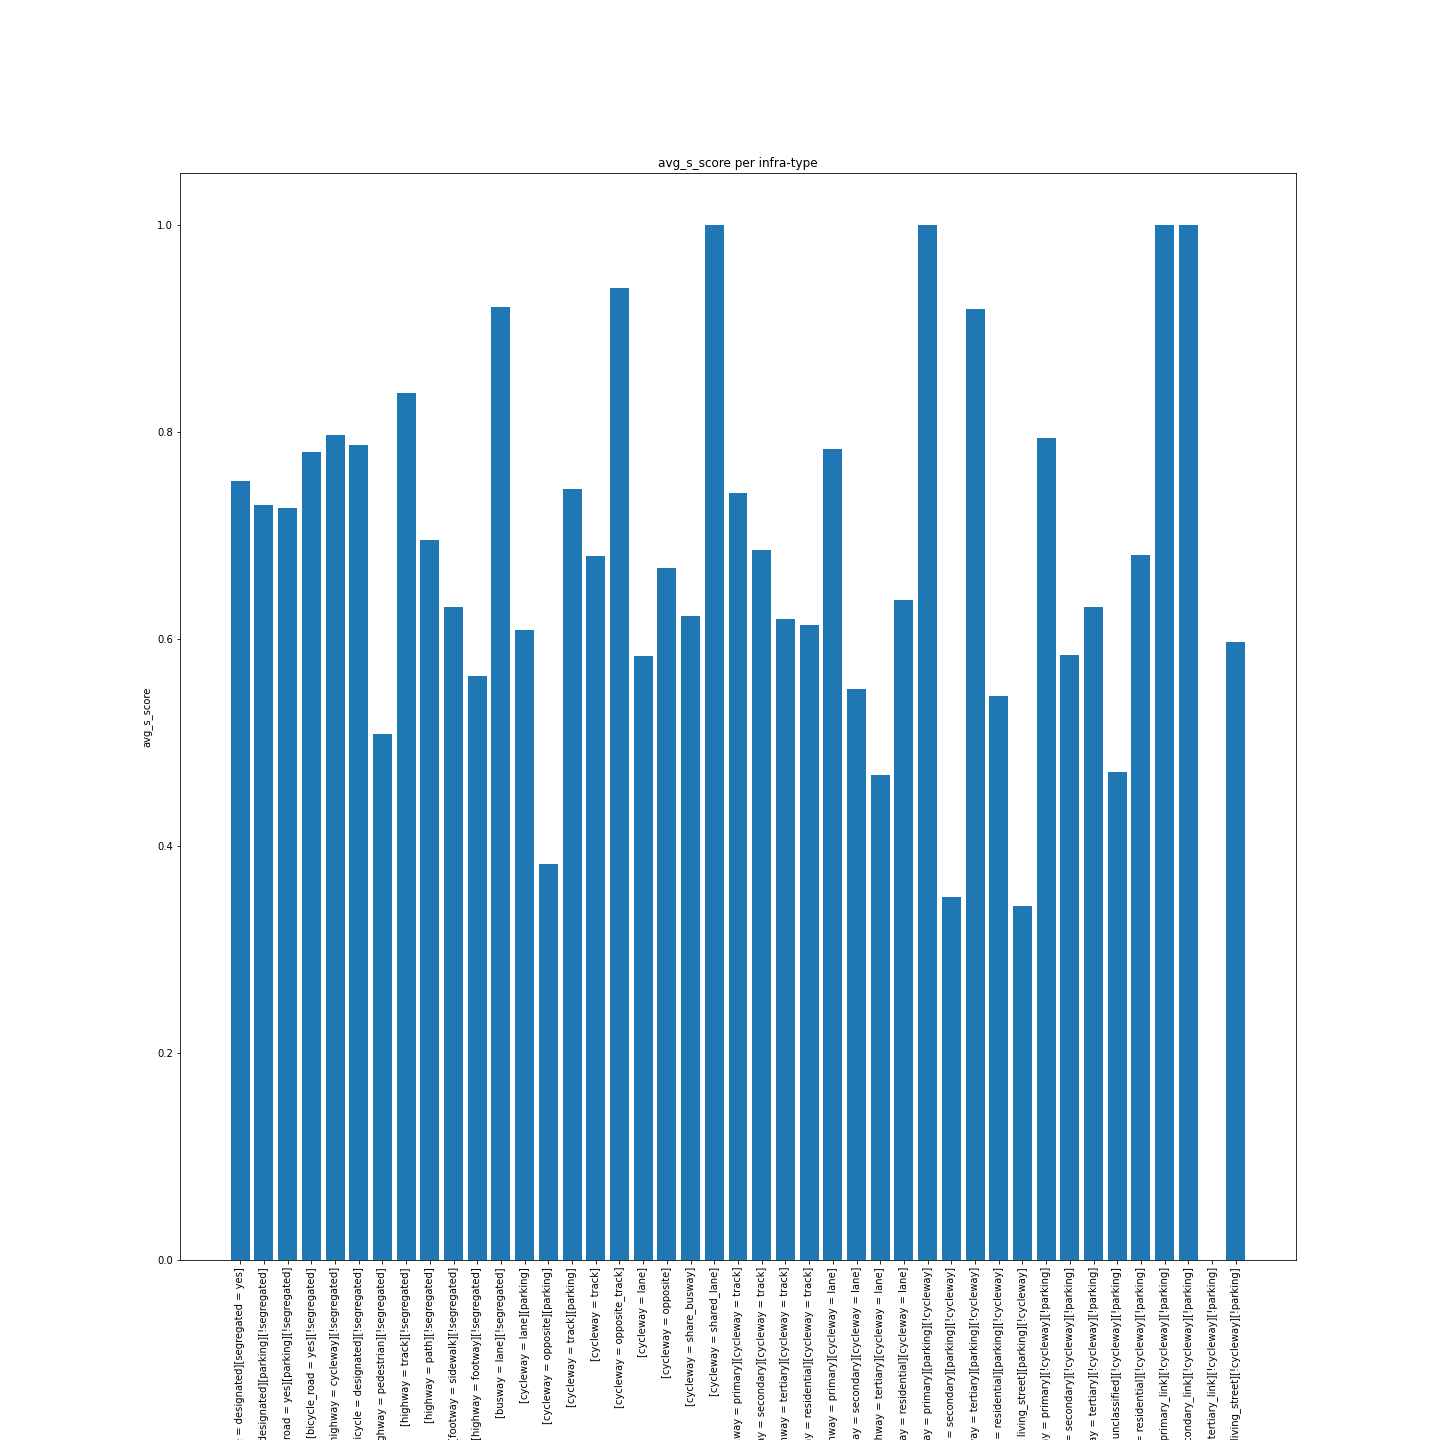 avg_s_score per infra-type
1.0
0.8
0.6
0.4
0.2
0.0
avg_s_score
= designated][segregated = yes]
designated][parking][!segregated]
road = yes][parking][!segregated]
[bicycle_road = yes][!segregated]
highway = cycleway][!segregated]
icycle = designated][!segregated]
ghway = pedestrian][!segregated]
[highway = track][!segregated]
[highway = path][!segregated]
[footway = sidewalk][!segregated]
[highway = footway][!segregated]
[busway = lane][!segregated]
[cycleway = lane][parking]
[cycleway = opposite][parking]
[cycleway = track][parking]
[cycleway = track]
[cycleway = opposite_track]
[cycleway = lane]
[cycleway = opposite]
[cycleway = share_busway]
[cycleway = shared_lane]
way = primary][cycleway = track]
ay = secondary][cycleway = track]
hway = tertiary][cycleway = track]
ay = residential][cycleway = track]
hway = primary][cycleway = lane]
ay = secondary][cycleway = lane]
hway = tertiary][cycleway = lane]
ay = residential][cycleway = lane]
ay = primary][parking][!cycleway]
= secondary][parking][!cycleway]
way = tertiary][parking][!cycleway]
= residential][parking][!cycleway]
living_street][parking][!cycleway]
ay = primary][!cycleway][!parking]
= secondary][!cycleway][!parking]
ay = tertiary][!cycleway][!parking]
unclassified][!cycleway][!parking]
= residential][!cycleway][!parking]
primary_link][!cycleway][!parking]
condary_link][!cycleway][!parking]
tertiary_link][!cycleway][!parking]
living_street][!cycleway][!parking]